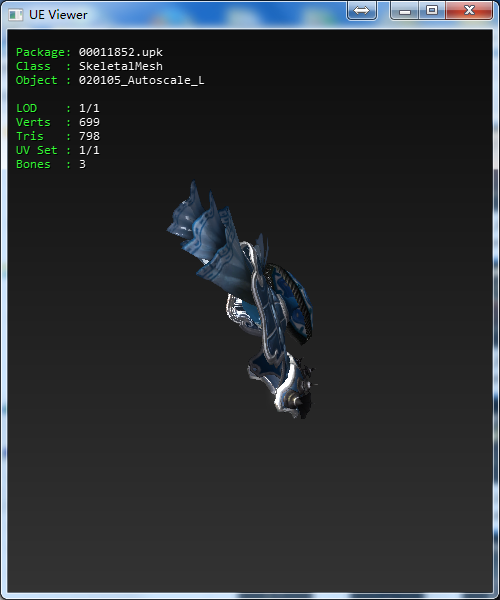 UE Viewer
Package: 00011852.upk
Class : SkeletalMesh
Object : 020105_Autoscale_L
LOD : 1/1
Verts : 699
Tris : 798
UV Set : 1/1
Bones : 3